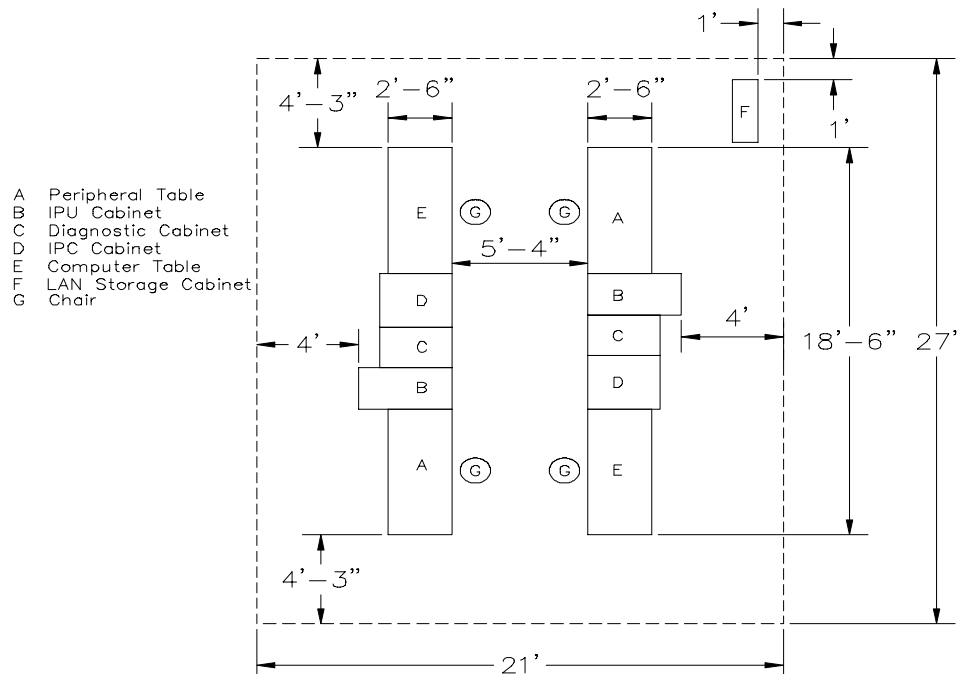 1'
4'-3"
2'-6"
2'-6"
F
1'
A Peripheral Table
B IPU Cabinet
C Diagnostic Cabinet
D IPC Cabinet
E Computer Table
F LAN Storage Cabinet
G Chair
E
G
G
A
5'-4"
D
B
4'
C
B
C
D
4'
18'-6"
27'
A
G
G
E
4'-3"
21'